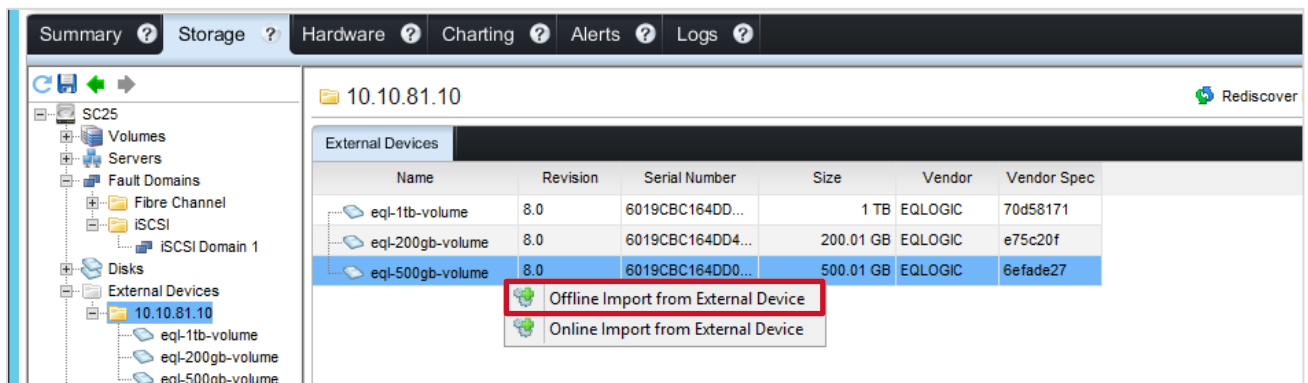 Summary ? Storage ? Hardware ? Charting ? Alerts ? Logs ?
SC25
Volumes
Servers
Fault Domains
Fibre Channel
iSCSI
iSCSI Domain 1
Disks
External Devices
10.10.81.10
eql-1tb-volume
eql-200gb-volume
eql-500gb-volume
10.10.81.10
Rediscover
External Devices
Name Revision Serial Number Size Vendor Vendor Spec
eql-1tb-volume 8.0 6019CBC164DD... 1 TB EQLOGIC 70d58171
eql-200gb-volume 8.0 6019CBC164DD4... 200.01 GB EQLOGIC e75c20f
eql-500gb-volume 8.0 6019CBC164DD0... 500.01 GB EQLOGIC 6efade27
Offline Import from External Device
Online Import from External Device